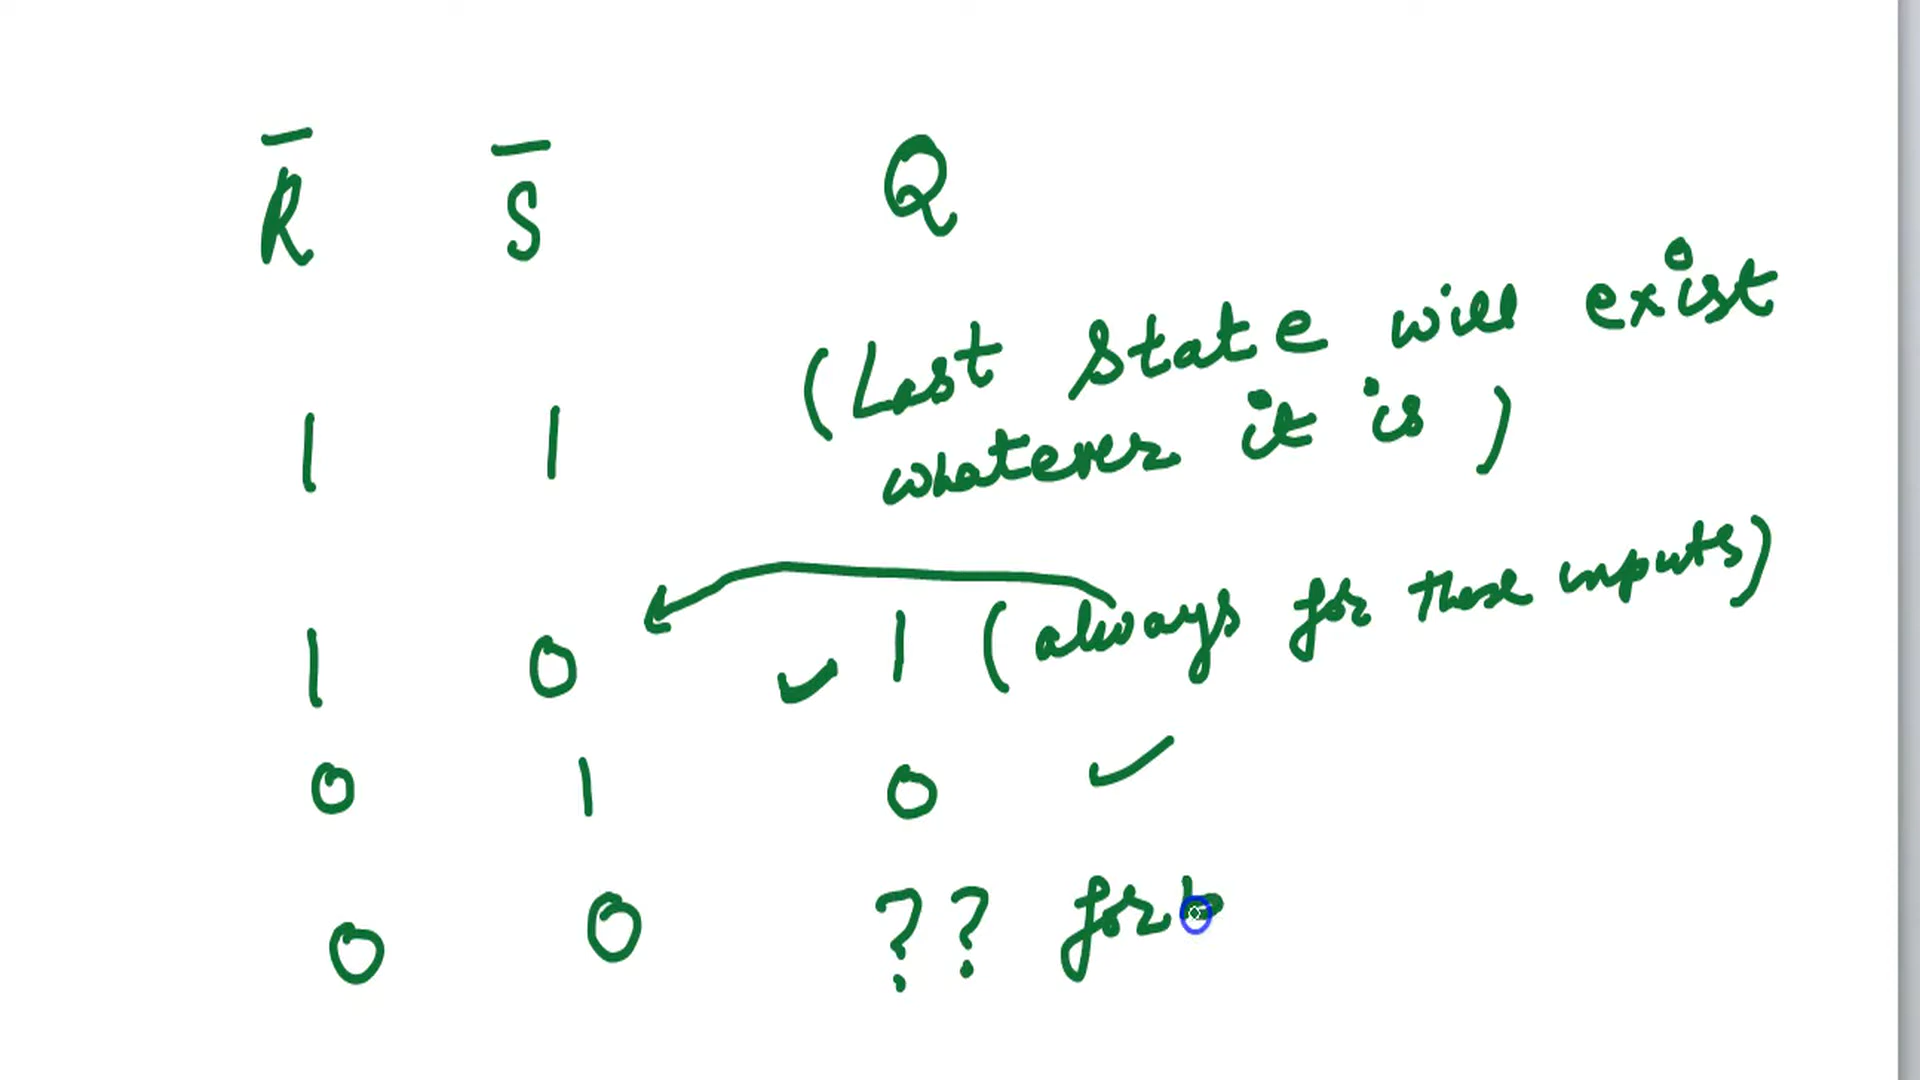 R̅ S̅ Q
1 1 (Last state will exist
whatever it is)
1 0 ✓ 1 (always for these inputs)
0 1 0 ✓
0 0 ?? for